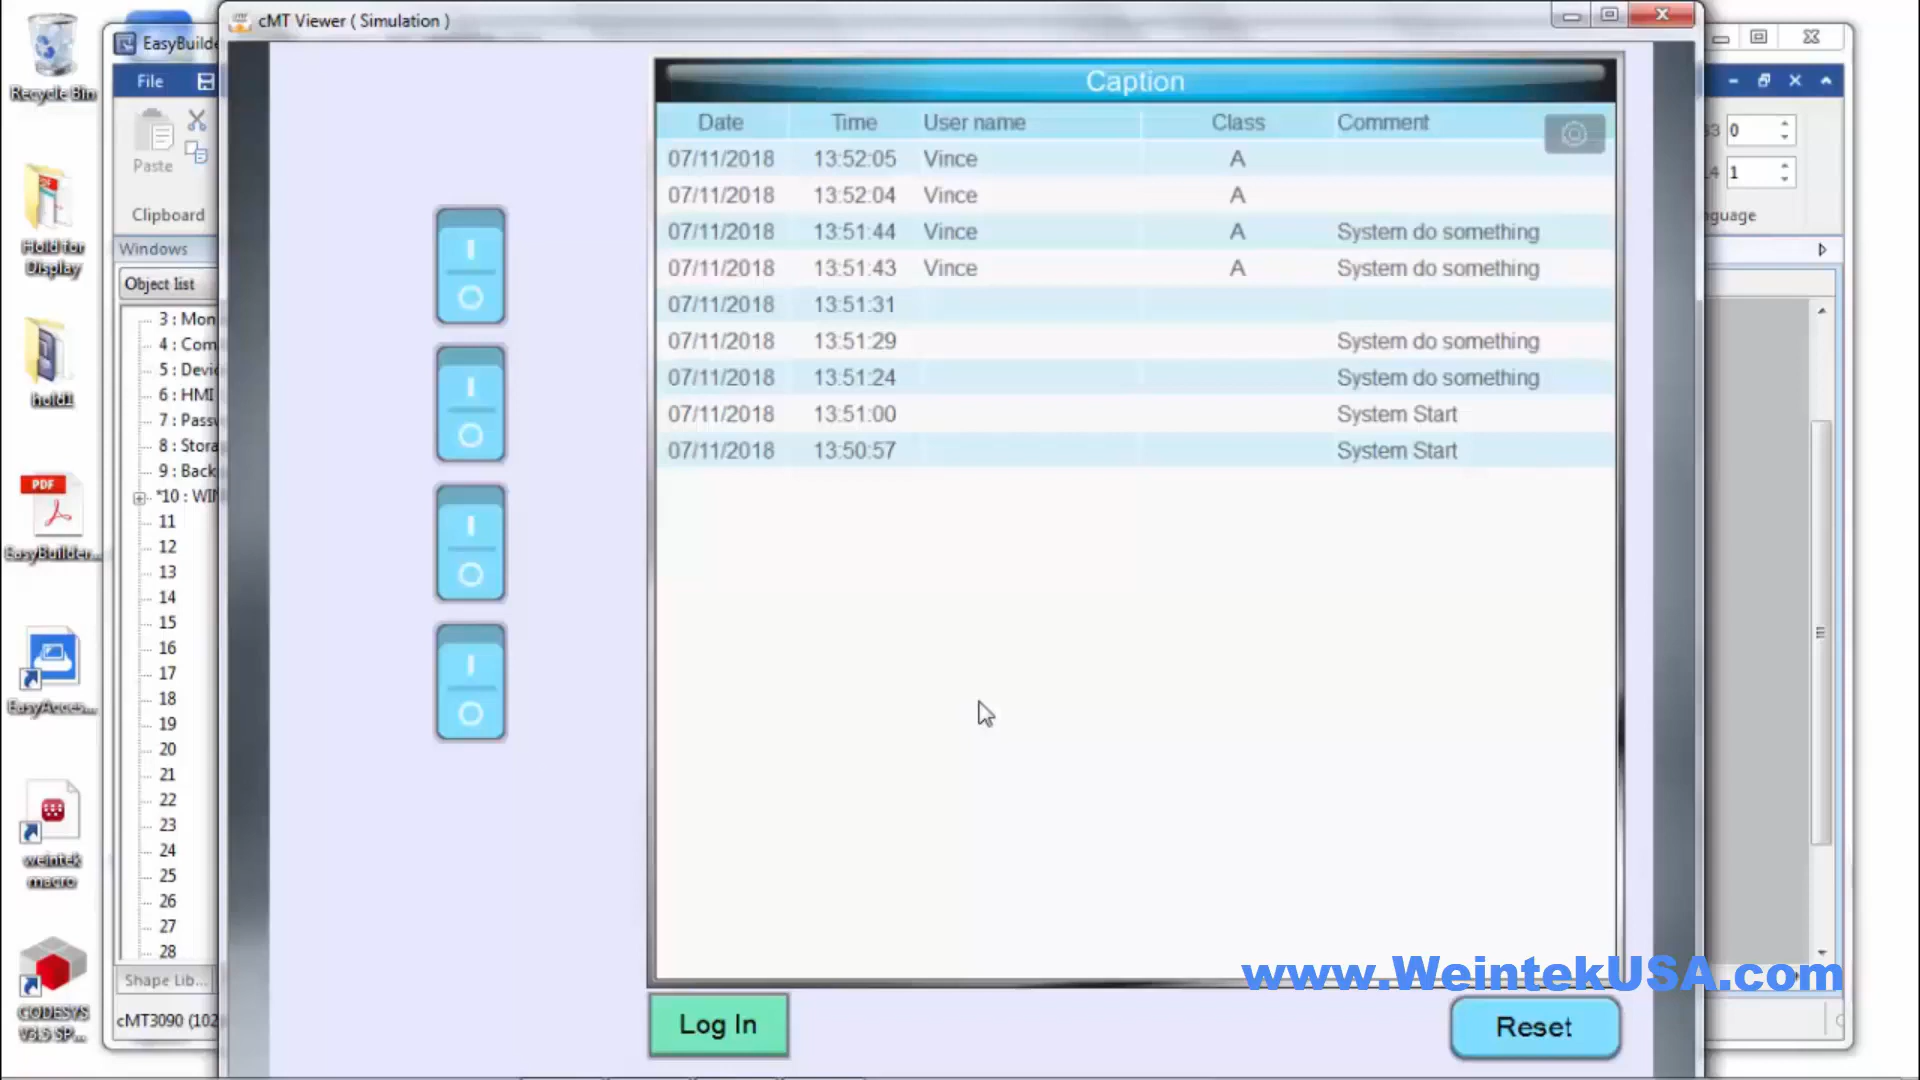 cMT Viewer ( Simulation )
Recycle Bin
EasyBuilde
File
Paste
Clipboard
Windows
Object list
3 : Mon
4 : Com
5 : Devi
6 : HMI
7 : Passv
8 : Stora
9 : Back
*10 : WIN
11
12
13
14
15
16
17
18
19
20
21
22
23
24
25
26
27
28
Shape Lib...
cMT3090 (102
Hold for
Display
hold1
PDF
EasyBuilder...
EasyAcces...
weintek
macro
CODESYS
V3.5 SP...
Caption
Date Time User name Class Comment
07/11/2018 13:52:05 Vince A
07/11/2018 13:52:04 Vince A
07/11/2018 13:51:44 Vince A System do something
07/11/2018 13:51:43 Vince A System do something
07/11/2018 13:51:31
07/11/2018 13:51:29 System do something
07/11/2018 13:51:24 System do something
07/11/2018 13:51:00 System Start
07/11/2018 13:50:57 System Start
I
O
I
O
I
O
I
O
Log In
Reset
3 0
4 1
guage
www.WeintekUSA.com